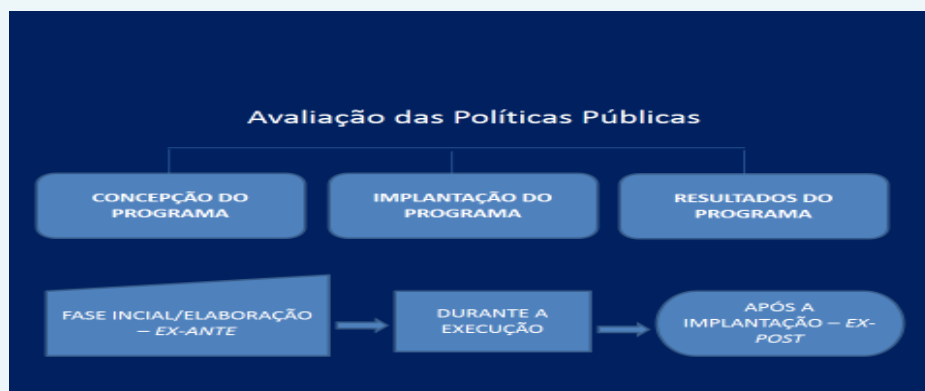 Avaliação das Políticas Públicas
CONCEPÇÃO DO
PROGRAMA
IMPLANTAÇÃO DO
PROGRAMA
RESULTADOS DO
PROGRAMA
FASE INCIAL/ELABORAÇÃO
– EX-ANTE
DURANTE A
EXECUÇÃO
APÓS A
IMPLANTAÇÃO – EX-
POST